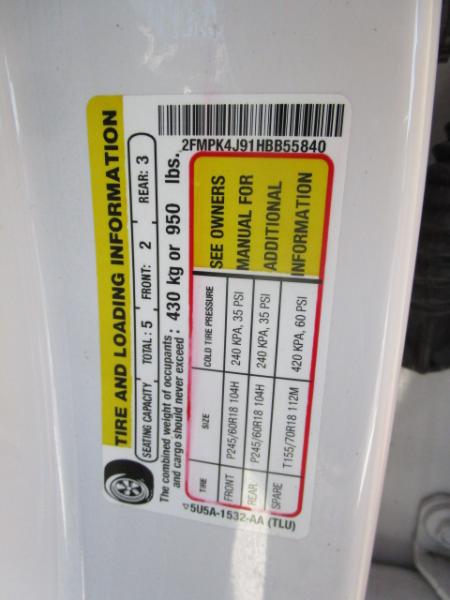 2FMPK4J91HBB55840
TIRE AND LOADING INFORMATION
SEATING CAPACITY TOTAL : 5 FRONT: 2 REAR: 3
The combined weight of occupants and cargo should never exceed : 430 kg or 950 lbs.
TIRE SIZE COLD TIRE PRESSURE SEE OWNERS
FRONT P245/60R18 104H 240 KPA, 35 PSI MANUAL FOR
REAR P245/60R18 104H 240 KPA, 35 PSI ADDITIONAL
SPARE T155/70R18 112M 420 KPA, 60 PSI INFORMATION
▽5U5A-1532-AA (TLU)